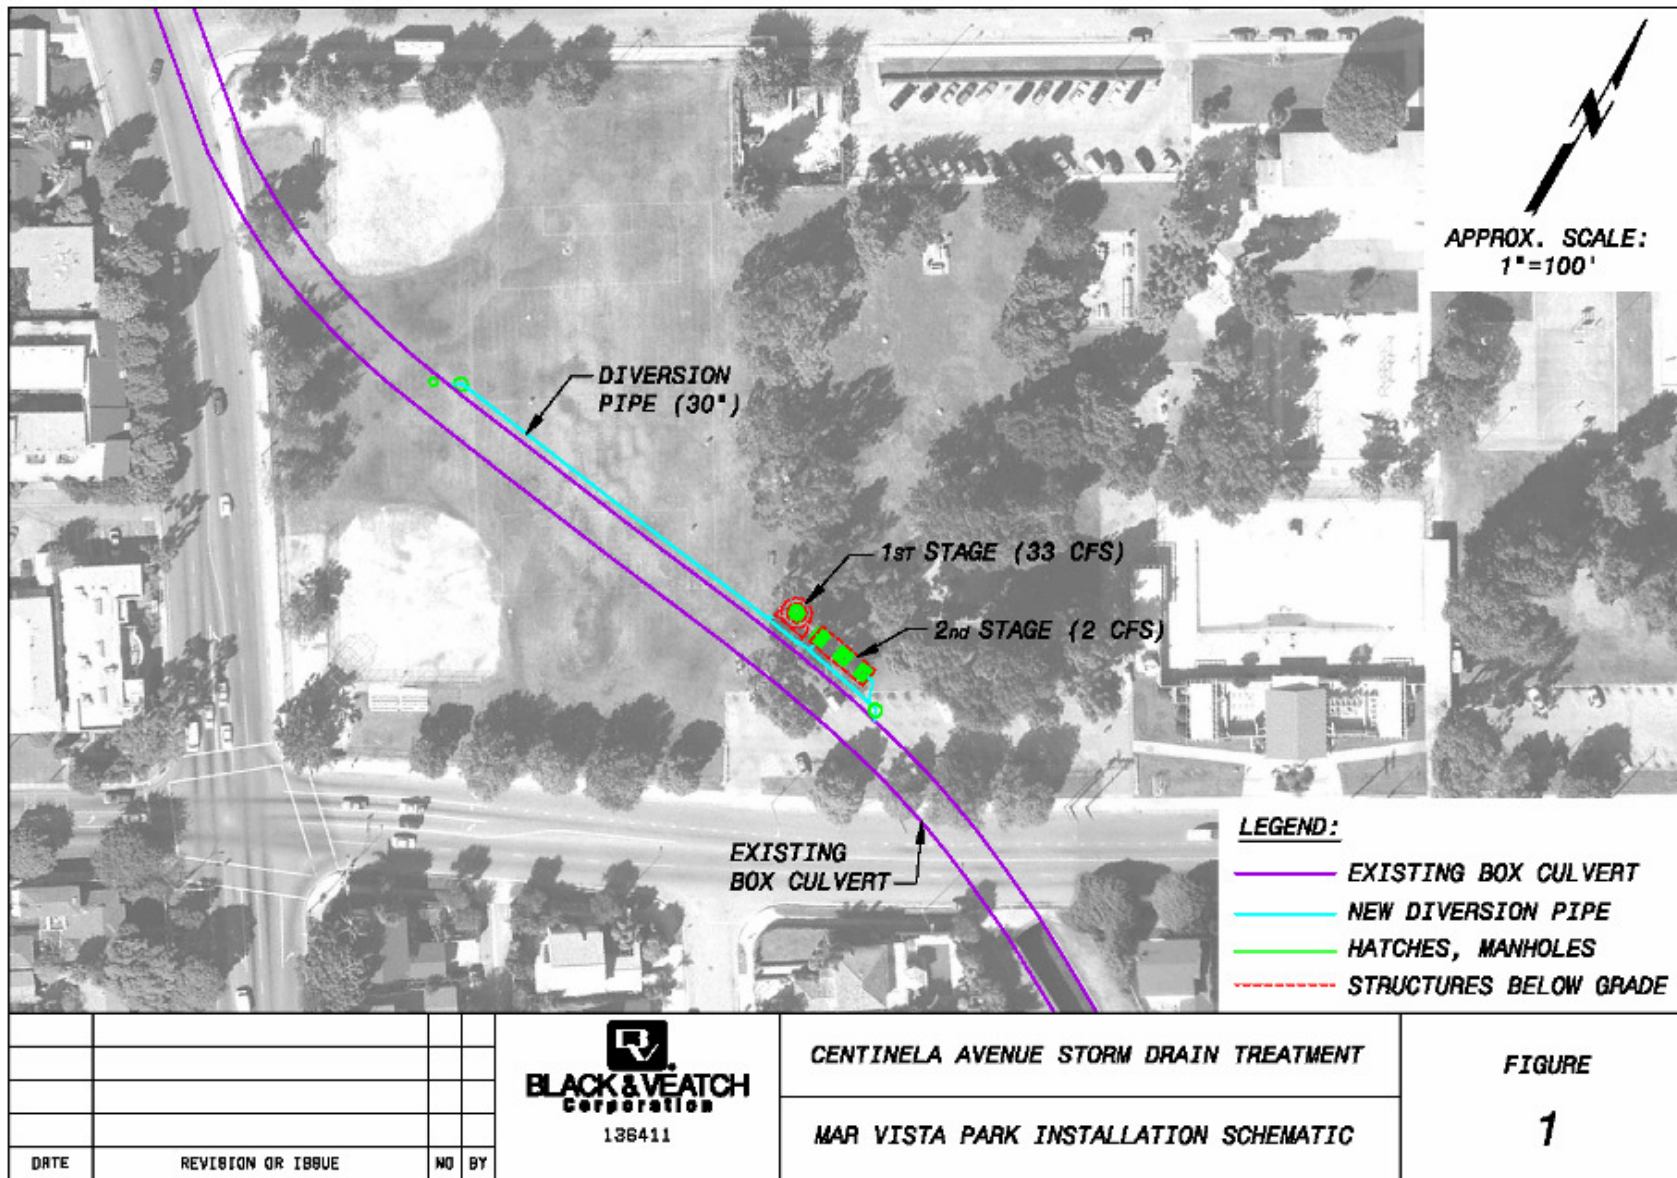 N
APPROX. SCALE:
1"=100'
DIVERSION
PIPE (30")
1ST STAGE (33 CFS)
2nd STAGE (2 CFS)
EXISTING
BOX CULVERT
LEGEND:
EXISTING BOX CULVERT
NEW DIVERSION PIPE
HATCHES, MANHOLES
STRUCTURES BELOW GRADE
DATE REVISION OR ISSUE NO BY
BV
BLACK & VEATCH
Corporation
136411
CENTINELA AVENUE STORM DRAIN TREATMENT
MAR VISTA PARK INSTALLATION SCHEMATIC
FIGURE
1